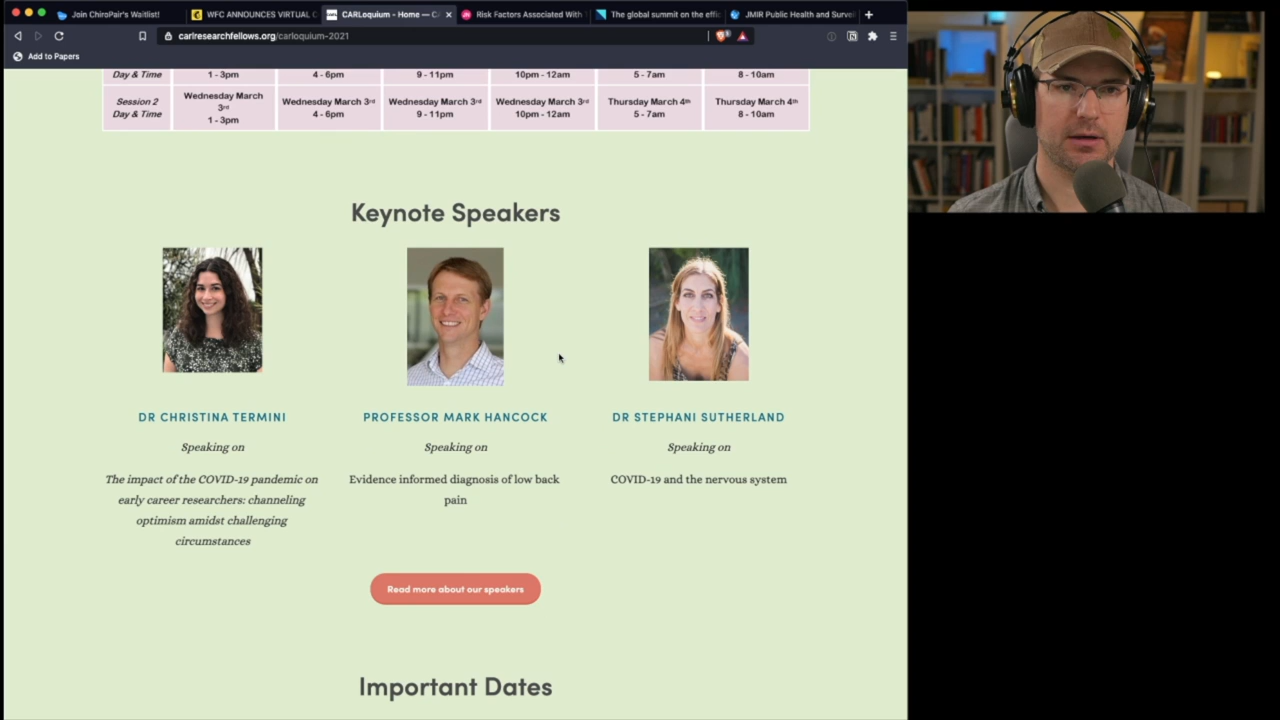 Join ChiroPair's Waitlist!
WFC ANNOUNCES VIRTUAL C
CARLoquium - Home — C
Risk Factors Associated With
The global summit on the effic
JMIR Public Health and Survei
carlresearchfellows.org/carloquium-2021
Add to Papers
Day & Time
1 - 3pm
4 - 6pm
9 - 11pm
10pm - 12am
5 - 7am
8 - 10am
Session 2
Day & Time
Wednesday March
3rd
1 - 3pm
Wednesday March 3rd
4 - 6pm
Wednesday March 3rd
9 - 11pm
Wednesday March 3rd
10pm - 12am
Thursday March 4th
5 - 7am
Thursday March 4th
8 - 10am
Keynote Speakers
DR CHRISTINA TERMINI
Speaking on
The impact of the COVID-19 pandemic on
early career researchers: channeling
optimism amidst challenging
circumstances
PROFESSOR MARK HANCOCK
Speaking on
Evidence informed diagnosis of low back
pain
DR STEPHANI SUTHERLAND
Speaking on
COVID-19 and the nervous system
Read more about our speakers
Important Dates